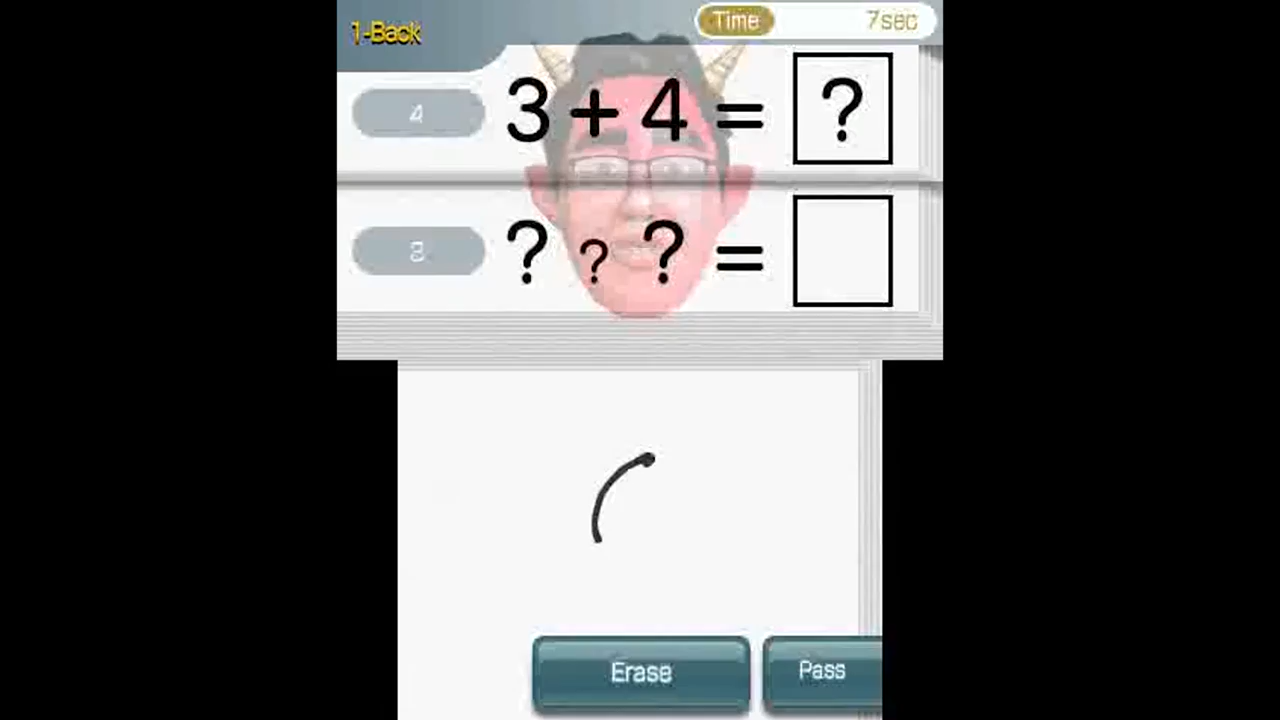 1-Back
Time 7sec
4 3 + 4 = ?
3 ? ? ? =
Erase Pass